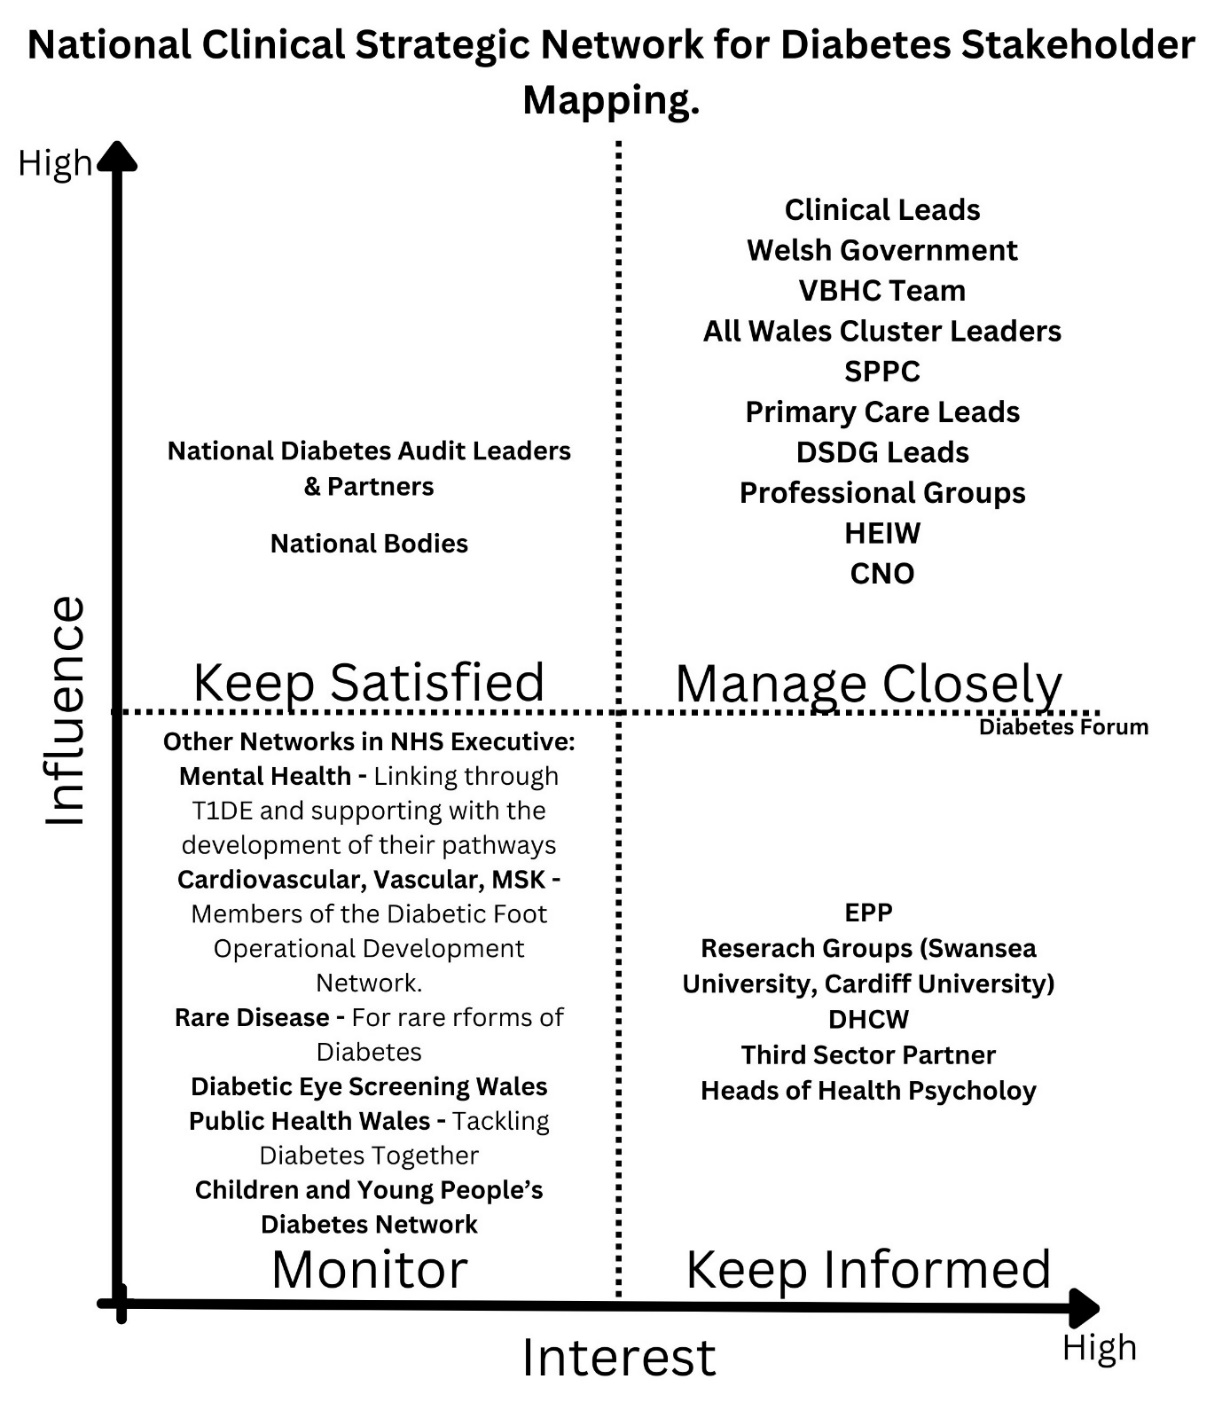 National Clinical Strategic Network for Diabetes Stakeholder
Mapping.
High
Clinical Leads
Welsh Government
VBHC Team
All Wales Cluster Leaders
SPPC
Primary Care Leads
DSDG Leads
Professional Groups
HEIW
CNO
National Diabetes Audit Leaders
& Partners
National Bodies
Keep Satisfied
Manage Closely
Influence
Diabetes Forum
Other Networks in NHS Executive:
Mental Health - Linking through
T1DE and supporting with the
development of their pathways
Cardiovascular, Vascular, MSK -
Members of the Diabetic Foot
Operational Development
Network.
Rare Disease - For rare rforms of
Diabetes
Diabetic Eye Screening Wales
Public Health Wales - Tackling
Diabetes Together
Children and Young People’s
Diabetes Network
EPP
Reserach Groups (Swansea
University, Cardiff University)
DHCW
Third Sector Partner
Heads of Health Psycholoy
Monitor
Keep Informed
Interest
High